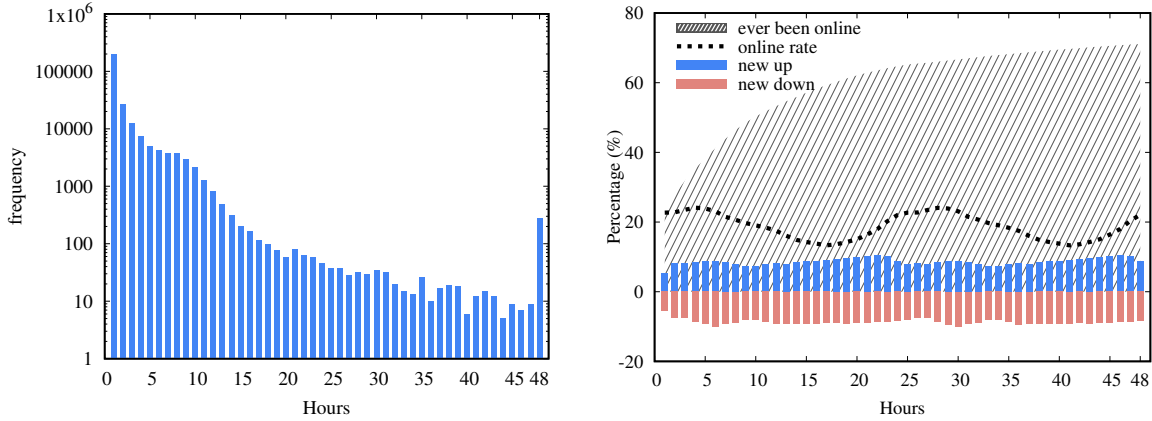 frequency
1x10⁶
100000
10000
1000
100
10
1
0 5 10 15 20 25 30 35 40 45 48
Hours
Percentage (%)
80
60
40
20
0
-20
ever been online
online rate
new up
new down
0 5 10 15 20 25 30 35 40 45 48
Hours